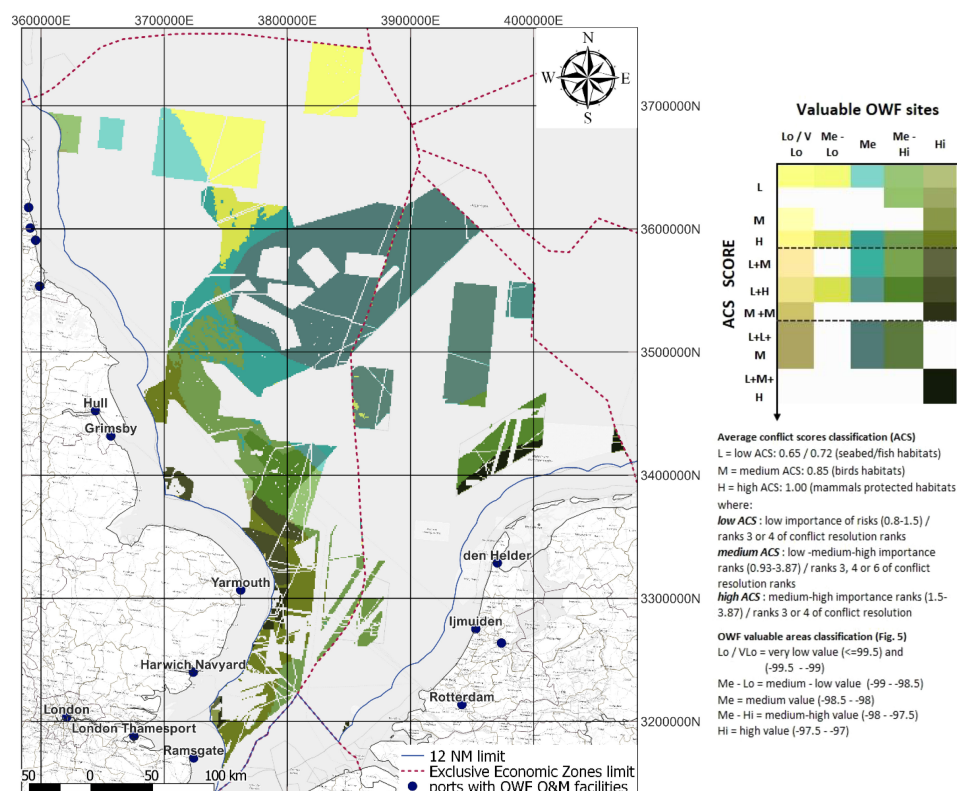 3600000E 3700000E 3800000E 3900000E 4000000E
N
W E
S
3700000N
3600000N
3500000N
3400000N
3300000N
3200000N
Hull
Grimsby
Yarmouth
Harwich Navyard
London
London Thamesport
Ramsgate
den Helder
Ijmuiden
Rotterdam
50 0 50 100 km
12 NM limit
Exclusive Economic Zones limit
ports with OWF O&M facilities
Valuable OWF sites
Lo / V Lo
Me - Lo
Me
Me - Hi
Hi
ACS SCORE
L
M
H
L+M
L+H
M +M
L+L+
M
L+M+
H
Average conflict scores classification (ACS)
L = low ACS: 0.65 / 0.72 (seabed/fish habitats)
M = medium ACS: 0.85 (birds habitats)
H = high ACS: 1.00 (mammals protected habitats
where:
low ACS : low importance of risks (0.8-1.5) /
ranks 3 or 4 of conflict resolution ranks
medium ACS : low -medium-high importance
ranks (0.93-3.87) / ranks 3, 4 or 6 of conflict
resolution ranks
high ACS : medium-high importance ranks (1.5-
3.87) / ranks 3 or 4 of conflict resolution
OWF valuable areas classification (Fig. 5)
Lo / VLo = very low value (<=99.5) and
(-99.5 - -99)
Me - Lo = medium - low value (-99 - -98.5)
Me = medium value (-98.5 - -98)
Me - Hi = medium-high value (-98 - -97.5)
Hi = high value (-97.5 - -97)